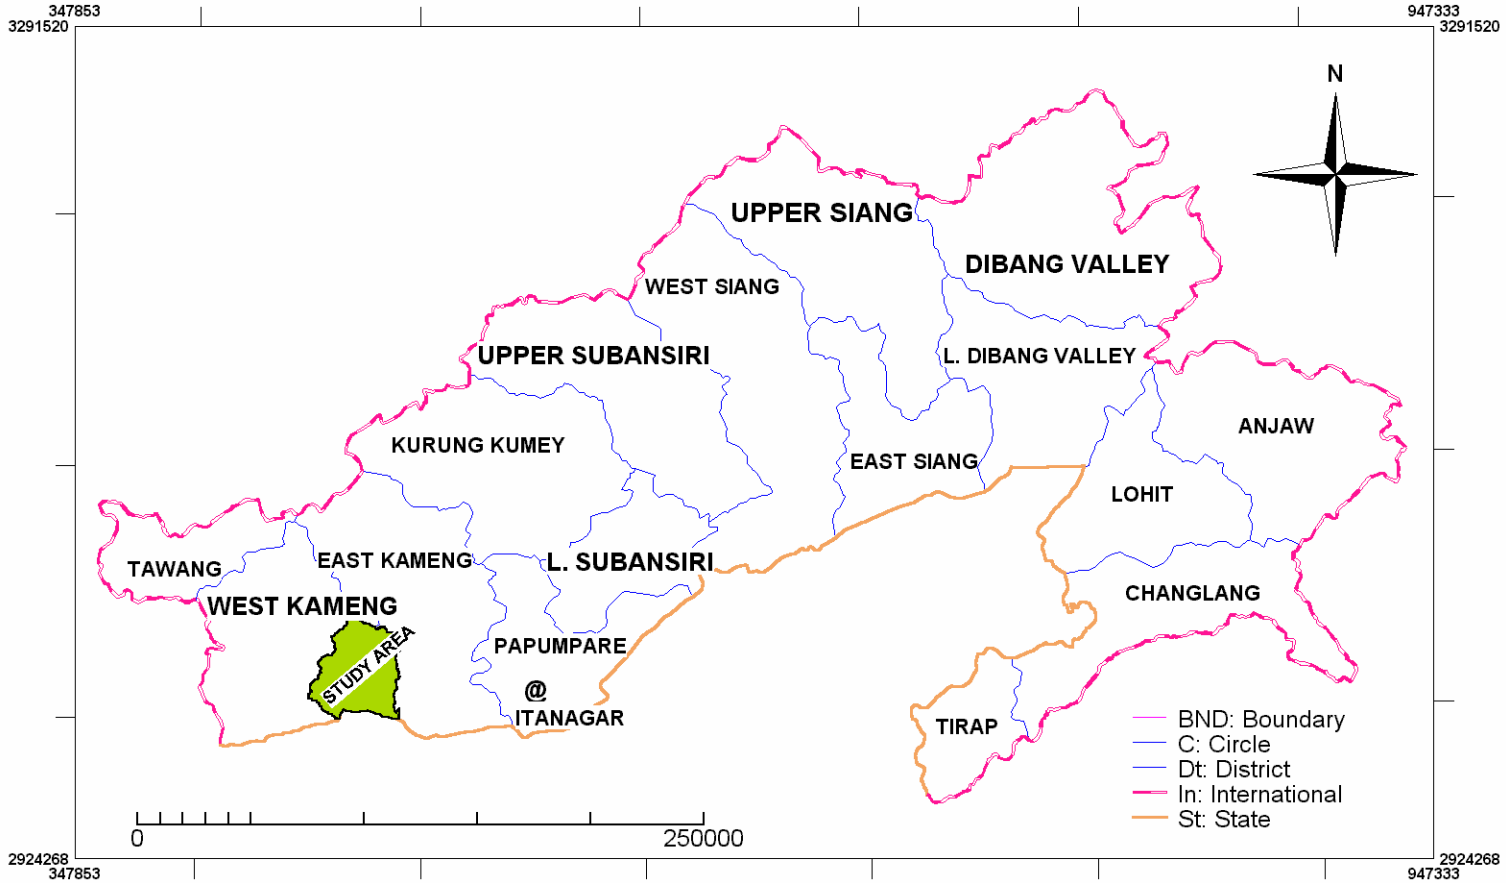 347853
947333
3291520
3291520
N
UPPER SIANG
DIBANG VALLEY
WEST SIANG
UPPER SUBANSIRI
L. DIBANG VALLEY
ANJAW
KURUNG KUMEY
EAST SIANG
LOHIT
TAWANG
EAST KAMENG
L. SUBANSIRI
CHANGLANG
WEST KAMENG
STUDY AREA
PAPUMPARE
@
ITANAGAR
TIRAP
BND: Boundary
C: Circle
Dt: District
In: International
St: State
0
250000
2924268
2924268
347853
947333